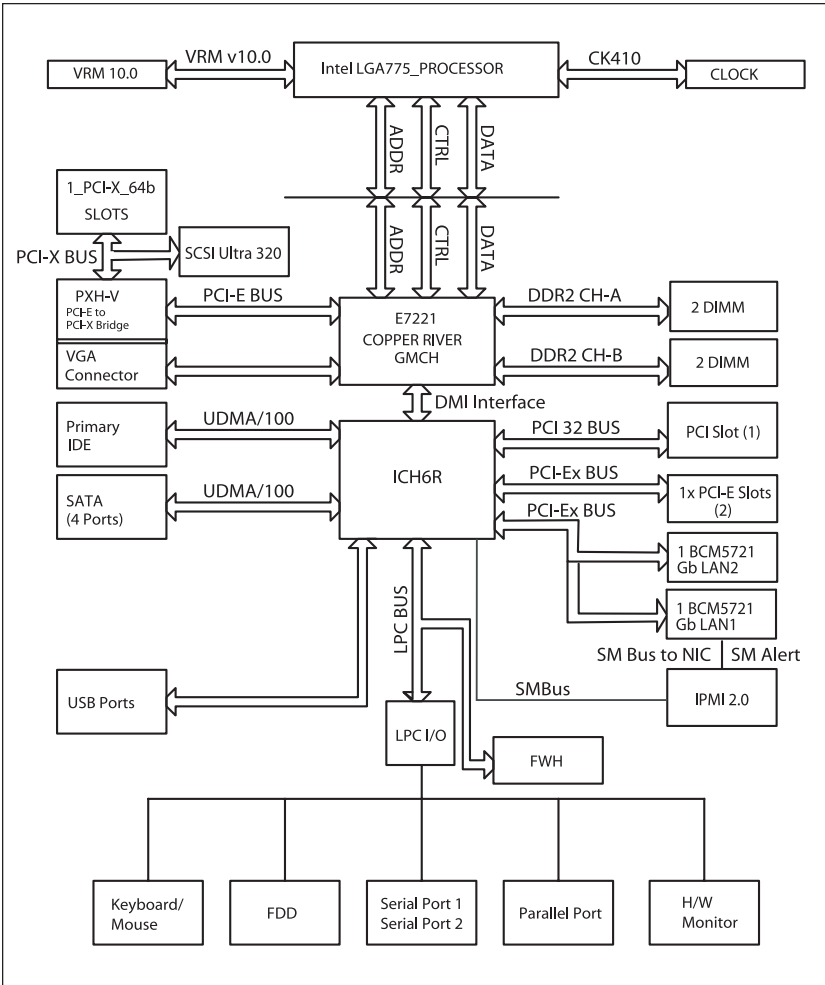 VRM 10.0
VRM v10.0
Intel LGA775_PROCESSOR
CK410
CLOCK
ADDR
CTRL
DATA
1_PCI-X_64b
SLOTS
PCI-X BUS
SCSI Ultra 320
ADDR
CTRL
DATA
PXH-V
PCI-E to
PCI-X Bridge
PCI-E BUS
E7221
COPPER RIVER
GMCH
DDR2 CH-A
2 DIMM
VGA
Connector
DDR2 CH-B
2 DIMM
DMI Interface
Primary
IDE
UDMA/100
ICH6R
PCI 32 BUS
PCI Slot (1)
SATA
(4 Ports)
UDMA/100
PCI-Ex BUS
1x PCI-E Slots
(2)
PCI-Ex BUS
1 BCM5721
Gb LAN2
1 BCM5721
Gb LAN1
LPC BUS
SM Bus to NIC
SM Alert
USB Ports
SMBus
IPMI 2.0
LPC I/O
FWH
Keyboard/
Mouse
FDD
Serial Port 1
Serial Port 2
Parallel Port
H/W
Monitor